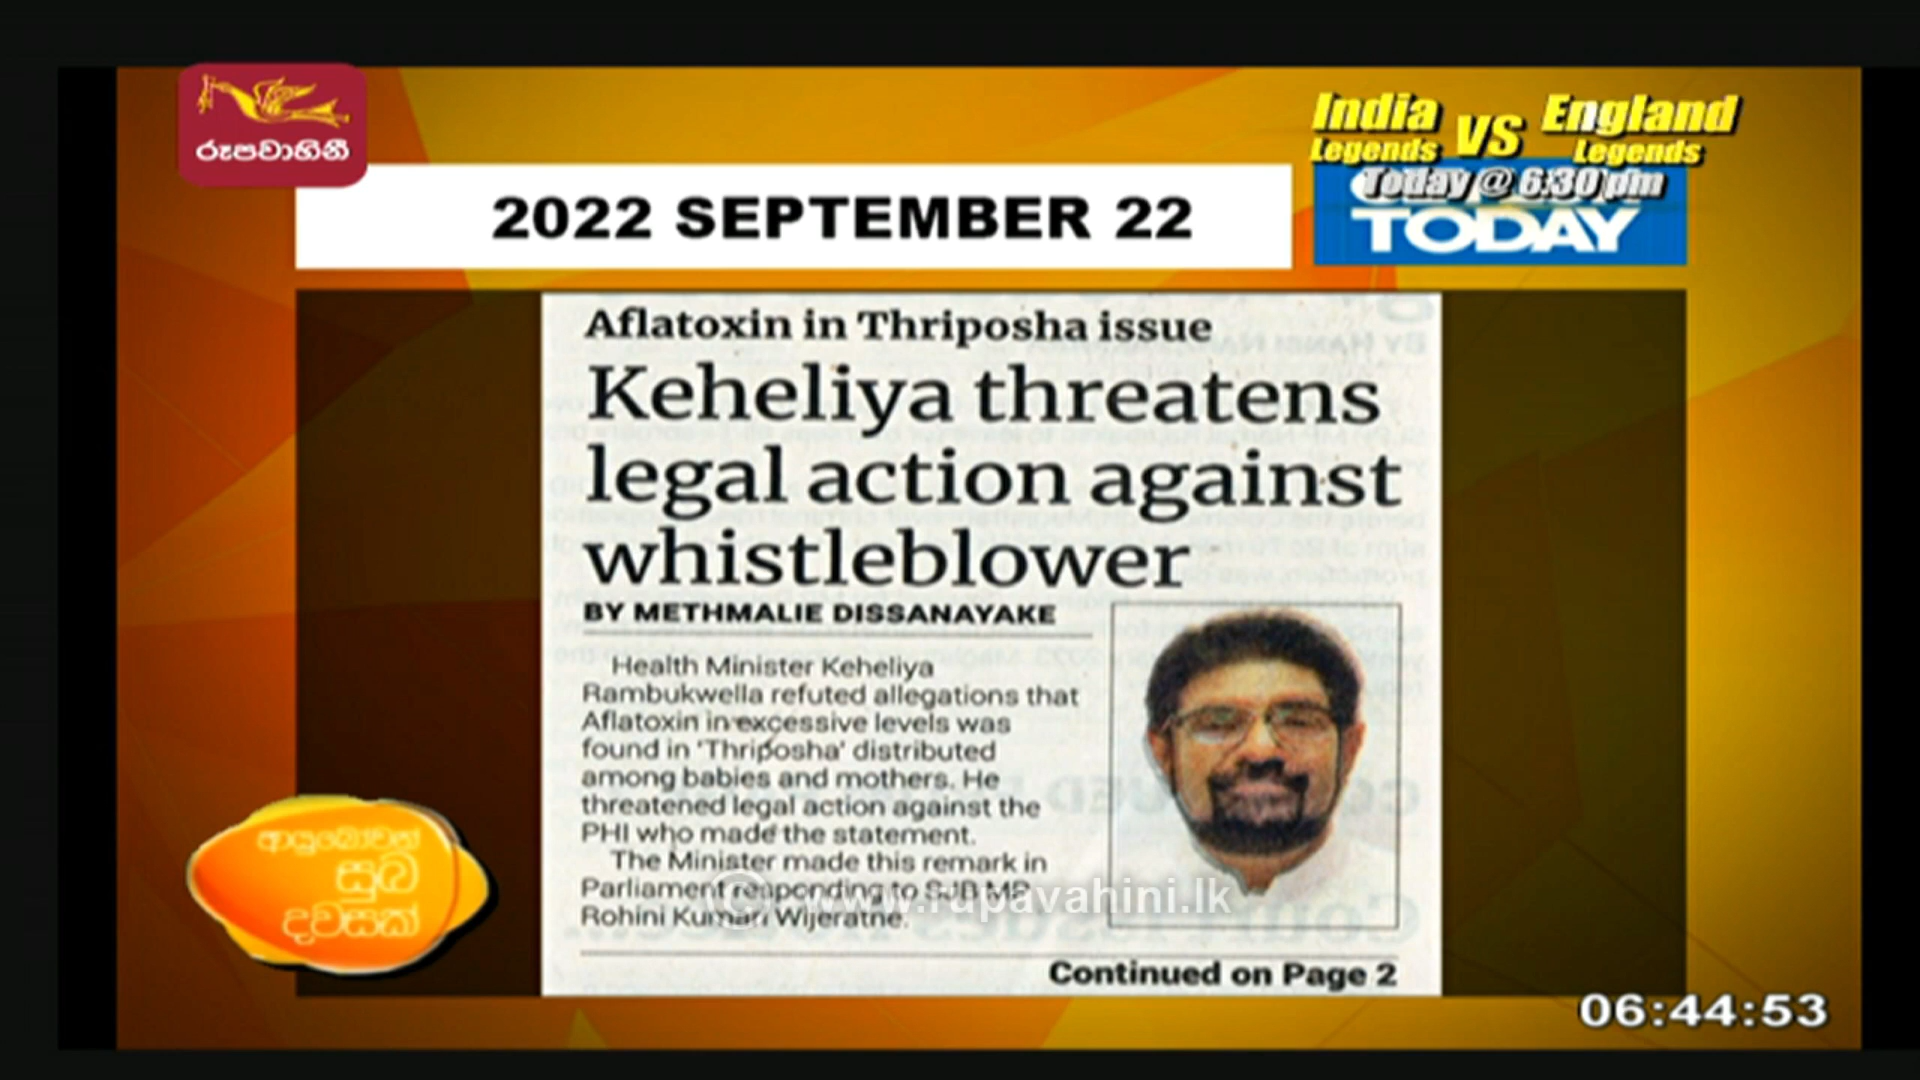 රූපවාහිනී
India VS England
Legends Legends
Today @ 6:30 pm
2022 SEPTEMBER 22
TODAY
Aflatoxin in Thriposha issue
Keheliya threatens
legal action against
whistleblower
BY METHMALIE DISSANAYAKE
Health Minister Keheliya
Rambukwella refuted allegations that
Aflatoxin in excessive levels was
found in ‘Thriposha’ distributed
among babies and mothers. He
threatened legal action against the
PHI who made the statement.
The Minister made this remark in
Parliament responding to SJB MP
Rohini Kumari Wijeratne.
© www.rupavahini.lk
Continued on Page 2
ආයුබෝවන්
සුබ
දවසක්
06:44:53